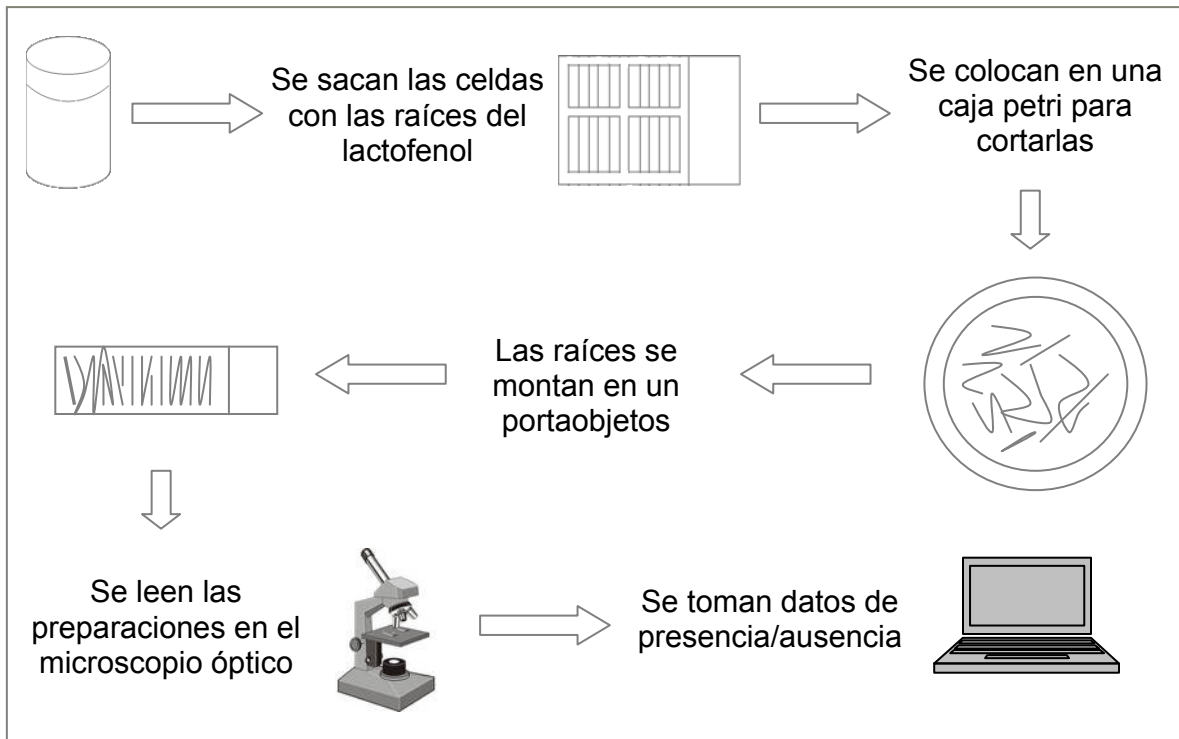 Se sacan las celdas
con las raíces del
lactofenol
Se colocan en una
caja petri para
cortarlas
Las raíces se
montan en un
portaobjetos
Se leen las
preparaciones en el
microscopio óptico
Se toman datos de
presencia/ausencia